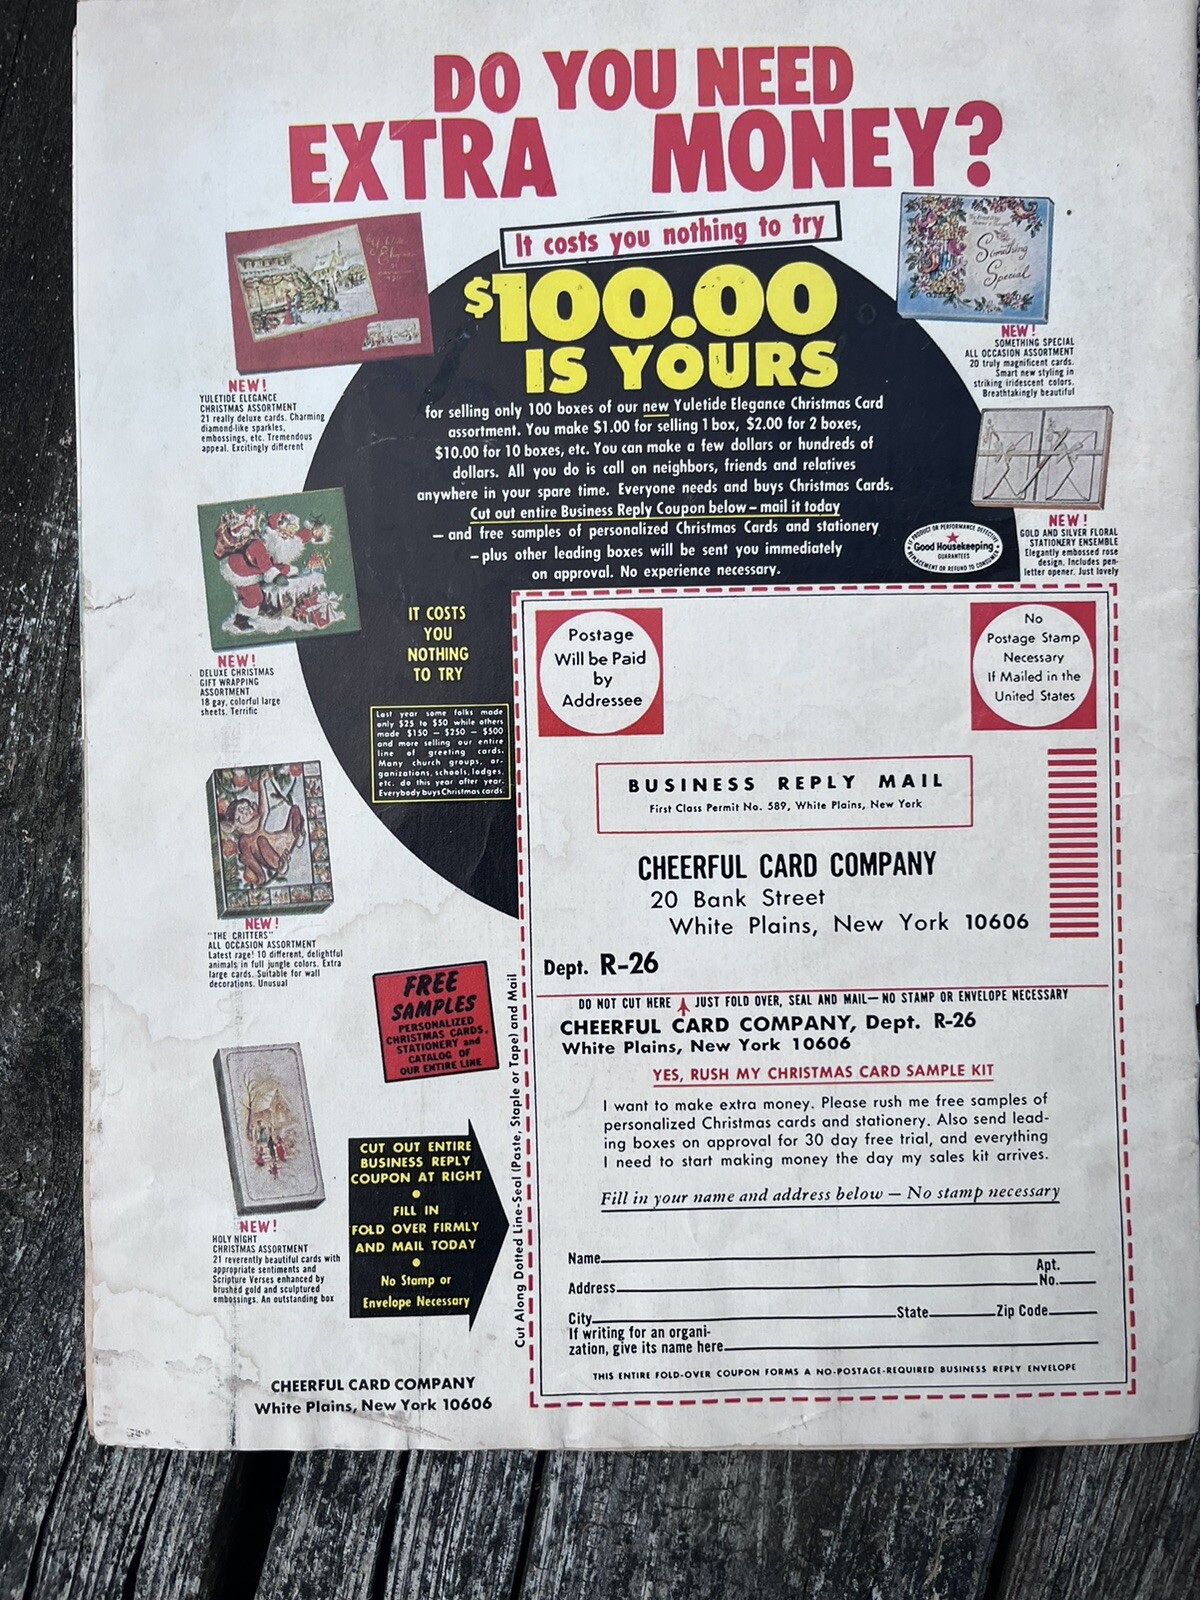 DO YOU NEED
EXTRA MONEY?
It costs you nothing to try
$100.00
IS YOURS
for selling only 100 boxes of our new Yuletide Elegance Christmas Card
assortment. You make $1.00 for selling 1 box, $2.00 for 2 boxes,
$10.00 for 10 boxes, etc. You can make a few dollars or hundreds of
dollars. All you do is call on neighbors, friends and relatives
anywhere in your spare time. Everyone needs and buys Christmas Cards.
Cut out entire Business Reply Coupon below – mail it today
– and free samples of personalized Christmas Cards and stationery
– plus other leading boxes will be sent you immediately
on approval. No experience necessary.
NEW!
YULETIDE ELEGANCE
CHRISTMAS ASSORTMENT
21 really deluxe cards. Charming
diamond-like sparkles,
embossings, etc. Tremendous
appeal. Excitingly different
Something
Special
NEW!
SOMETHING SPECIAL
ALL OCCASION ASSORTMENT
20 truly magnificent cards.
Smart new styling in
striking iridescent colors.
Breathtakingly beautiful
NEW!
GOLD AND SILVER FLORAL
STATIONERY ENSEMBLE
Elegantly embossed rose
design. Includes pen-
letter opener. Just lovely
IF PRODUCT OR PERFORMANCE DEFECTIVE
Good Housekeeping
GUARANTEES
REPLACEMENT OR REFUND TO CONSUMER
NEW!
DELUXE CHRISTMAS
GIFT WRAPPING
ASSORTMENT
18 gay, colorful large
sheets. Terrific
IT COSTS
YOU
NOTHING
TO TRY
Last year some folks made
only $25 to $50 while others
made $150 – $250 – $500
and more selling our entire
line of greeting cards.
Many church groups, or-
ganizations, schools, lodges,
etc. do this year after year.
Everybody buys Christmas cards.
NEW!
"THE CRITTERS"
ALL OCCASION ASSORTMENT
Latest rage! 10 different, delightful
animals in full jungle colors. Extra
large cards. Suitable for wall
decorations. Unusual
FREE
SAMPLES
PERSONALIZED
CHRISTMAS CARDS,
STATIONERY and
CATALOG OF
OUR ENTIRE LINE
NEW!
HOLY NIGHT
CHRISTMAS ASSORTMENT
21 reverently beautiful cards with
appropriate sentiments and
Scripture Verses enhanced by
brushed gold and sculptured
embossings. An outstanding box
CUT OUT ENTIRE
BUSINESS REPLY
COUPON AT RIGHT
•
FILL IN
FOLD OVER FIRMLY
AND MAIL TODAY
•
No Stamp or
Envelope Necessary
CHEERFUL CARD COMPANY
White Plains, New York 10606
Cut Along Dotted Line–Seal (Paste, Staple or Tape) and Mail
Postage
Will be Paid
by
Addressee
No
Postage Stamp
Necessary
If Mailed in the
United States
BUSINESS REPLY MAIL
First Class Permit No. 589, White Plains, New York
CHEERFUL CARD COMPANY
20 Bank Street
White Plains, New York 10606
Dept. R-26
DO NOT CUT HERE JUST FOLD OVER, SEAL AND MAIL – NO STAMP OR ENVELOPE NECESSARY
CHEERFUL CARD COMPANY, Dept. R-26
White Plains, New York 10606
YES, RUSH MY CHRISTMAS CARD SAMPLE KIT
I want to make extra money. Please rush me free samples of
personalized Christmas cards and stationery. Also send lead-
ing boxes on approval for 30 day free trial, and everything
I need to start making money the day my sales kit arrives.
Fill in your name and address below – No stamp necessary
Name
Address Apt. No.
City State Zip Code
If writing for an organi-
zation, give its name here
THIS ENTIRE FOLD-OVER COUPON FORMS A NO-POSTAGE-REQUIRED BUSINESS REPLY ENVELOPE